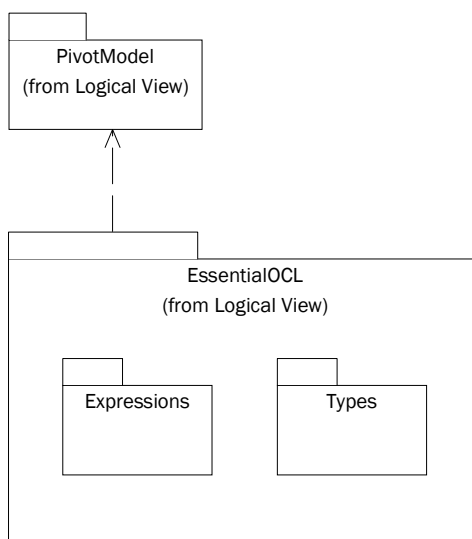 PivotModel
(from Logical View)
EssentialOCL
(from Logical View)
Expressions
Types